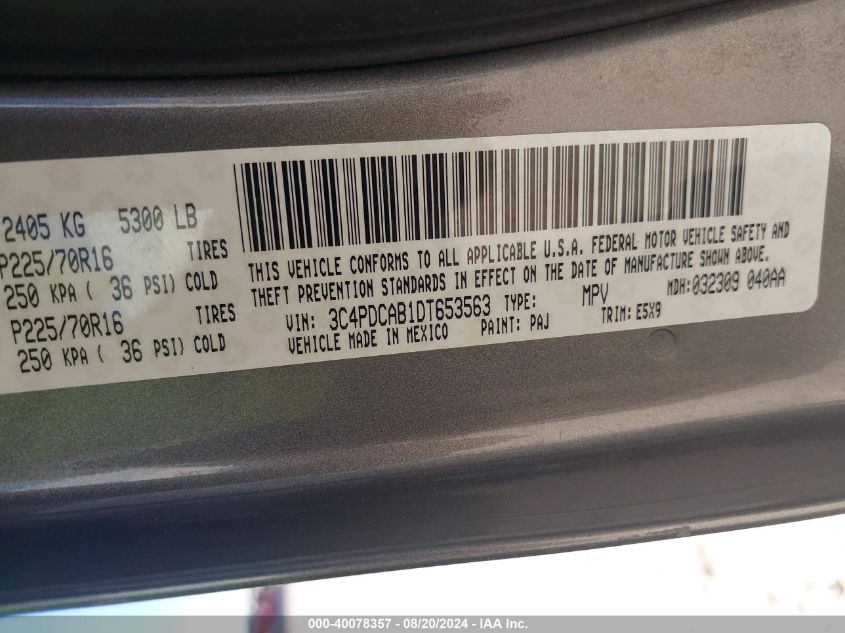 2405 KG 5300 LB
P225/70R16 TIRES
250 KPA ( 36 PSI) COLD
P225/70R16 TIRES
250 KPA ( 36 PSI) COLD
THIS VEHICLE CONFORMS TO ALL APPLICABLE U.S.A. FEDERAL MOTOR VEHICLE SAFETY AND
THEFT PREVENTION STANDARDS IN EFFECT ON THE DATE OF MANUFACTURE SHOWN ABOVE.
VIN: 3C4PDCAB1DT653563 TYPE: MPV MDH: 032309 040AA
VEHICLE MADE IN MEXICO PAINT: PAJ TRIM: E5X9
000-40078357 | 08/20/2024 - IAA Inc.